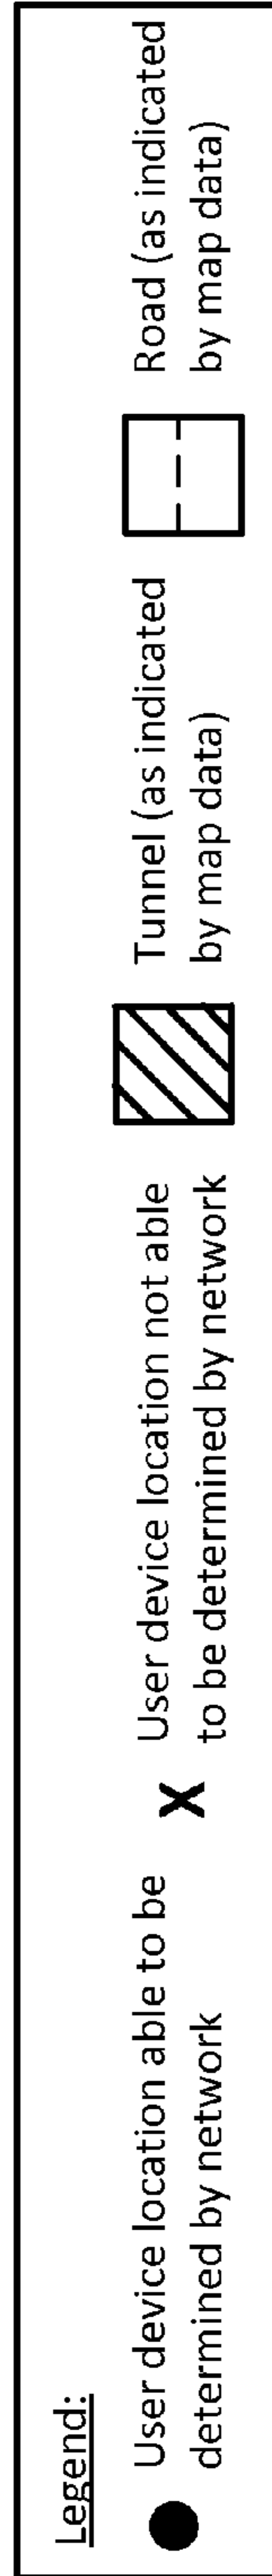 Legend:
User device location able to be
determined by network
X User device location not able
to be determined by network
Tunnel (as indicated
by map data)
Road (as indicated
by map data)